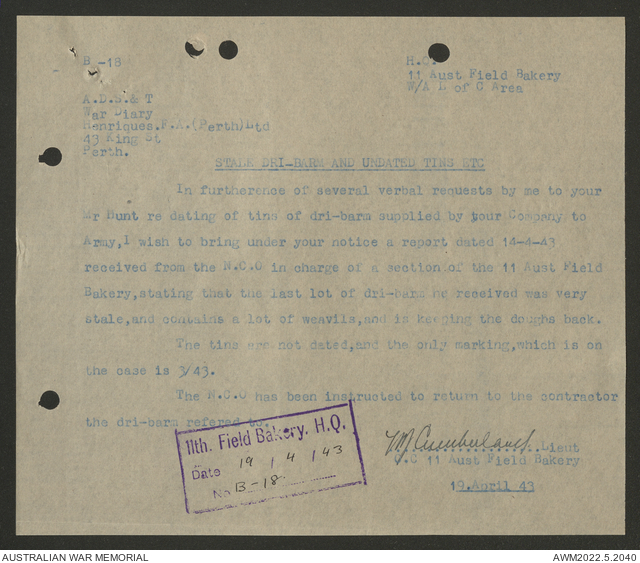 B -18
H.Q.
11 Aust Field Bakery
W/A L of C Area
A.D.S.& T
War Diary
Henriques.F.A.(Perth)Ltd
43 King St
Perth.
STALE DRI-BARM AND UNDATED TINS ETC
In furtherence of several verbal requests by me to your
Mr Hunt re dating of tins of dri-barm supplied by your Company to
Army,I wish to bring under your notice a report dated 14-4-43
received from the N.C.O in charge of a section of the 11 Aust Field
Bakery,stating that the last lot of dri-barm he received was very
stale,and contains a lot of weavils,and is keeping the doughs back.
The tins are not dated,and the only marking,which is on
the case is 3/43.
The N.C.O has been instructed to return to the contractor
the dri-barm refered to.
11th. Field Bakery. H.Q.
Date 19 / 4 / 43
No B-18
Cumberland Lieut
O.C 11 Aust Field Bakery
19.April 43
AUSTRALIAN WAR MEMORIAL
AWM2022.5.2040